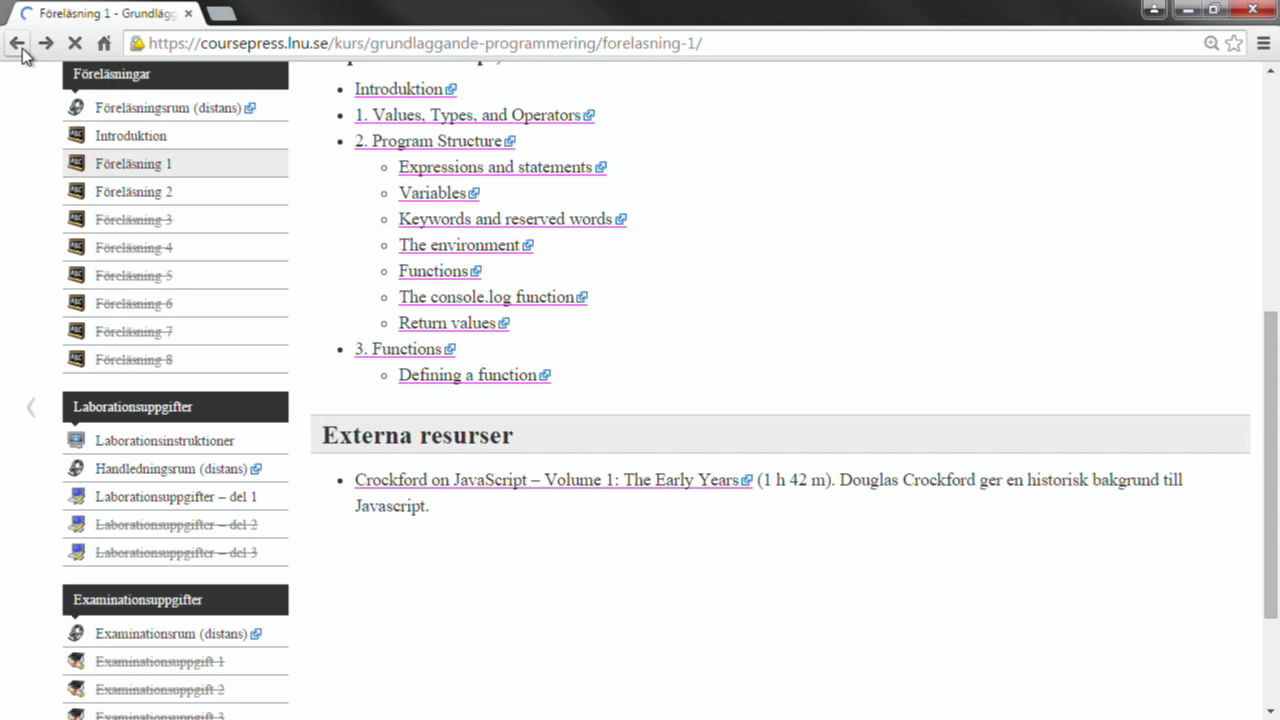 Föreläsning 1 - Grundlägg
https://coursepress.lnu.se/kurs/grundlaggande-programmering/forelasning-1/
Föreläsningar
Föreläsningsrum (distans)
Introduktion
Föreläsning 1
Föreläsning 2
Föreläsning 3
Föreläsning 4
Föreläsning 5
Föreläsning 6
Föreläsning 7
Föreläsning 8
Laborationsuppgifter
Laborationsinstruktioner
Handledningsrum (distans)
Laborationsuppgifter – del 1
Laborationsuppgifter – del 2
Laborationsuppgifter – del 3
Examinationsuppgifter
Examinationsrum (distans)
Examinationsuppgift 1
Examinationsuppgift 2
Examinationsuppgift 3
Introduktion
1. Values, Types, and Operators
2. Program Structure
Expressions and statements
Variables
Keywords and reserved words
The environment
Functions
The console.log function
Return values
3. Functions
Defining a function
Externa resurser
Crockford on JavaScript – Volume 1: The Early Years (1 h 42 m). Douglas Crockford ger en historisk bakgrund till
Javascript.